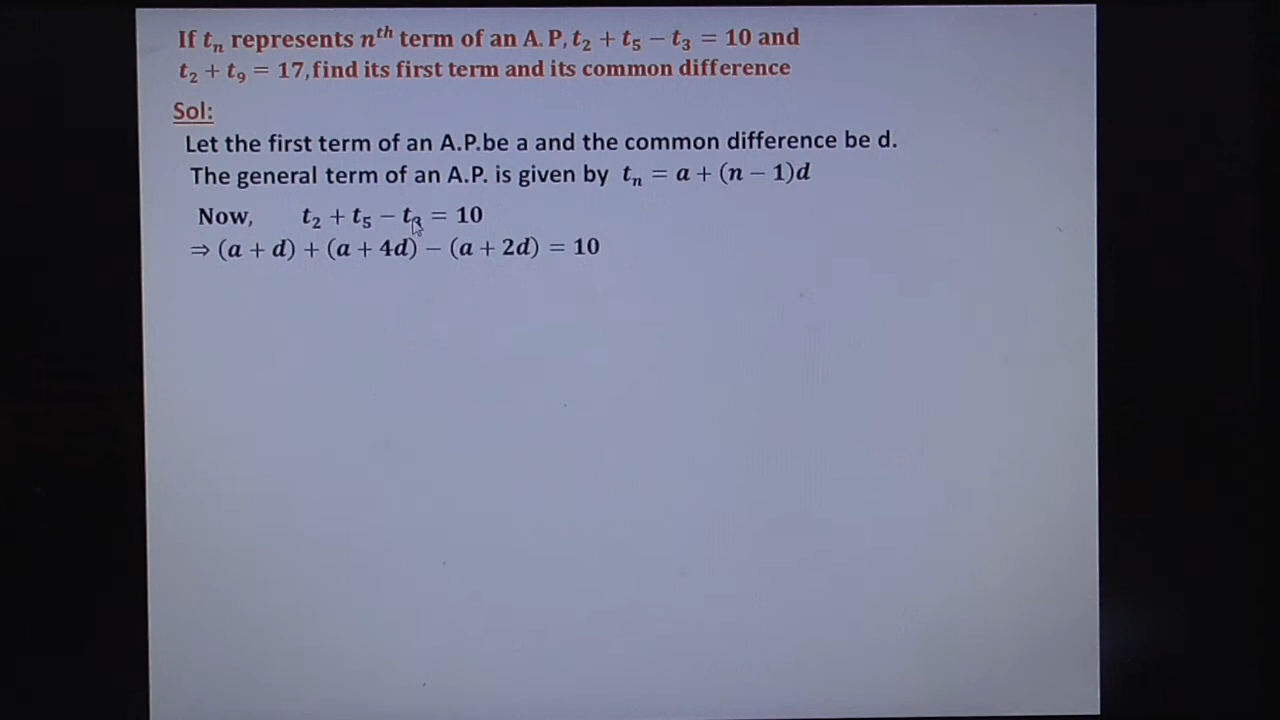 If tₙ represents nᵗʰ term of an A. P, t₂ + t₅ − t₃ = 10 and
t₂ + t₉ = 17,find its first term and its common difference
Sol:
Let the first term of an A.P.be a and the common difference be d.
The general term of an A.P. is given by tₙ = a + (n − 1)d
Now, t₂ + t₅ − t₃ = 10
⇒ (a + d) + (a + 4d) − (a + 2d) = 10